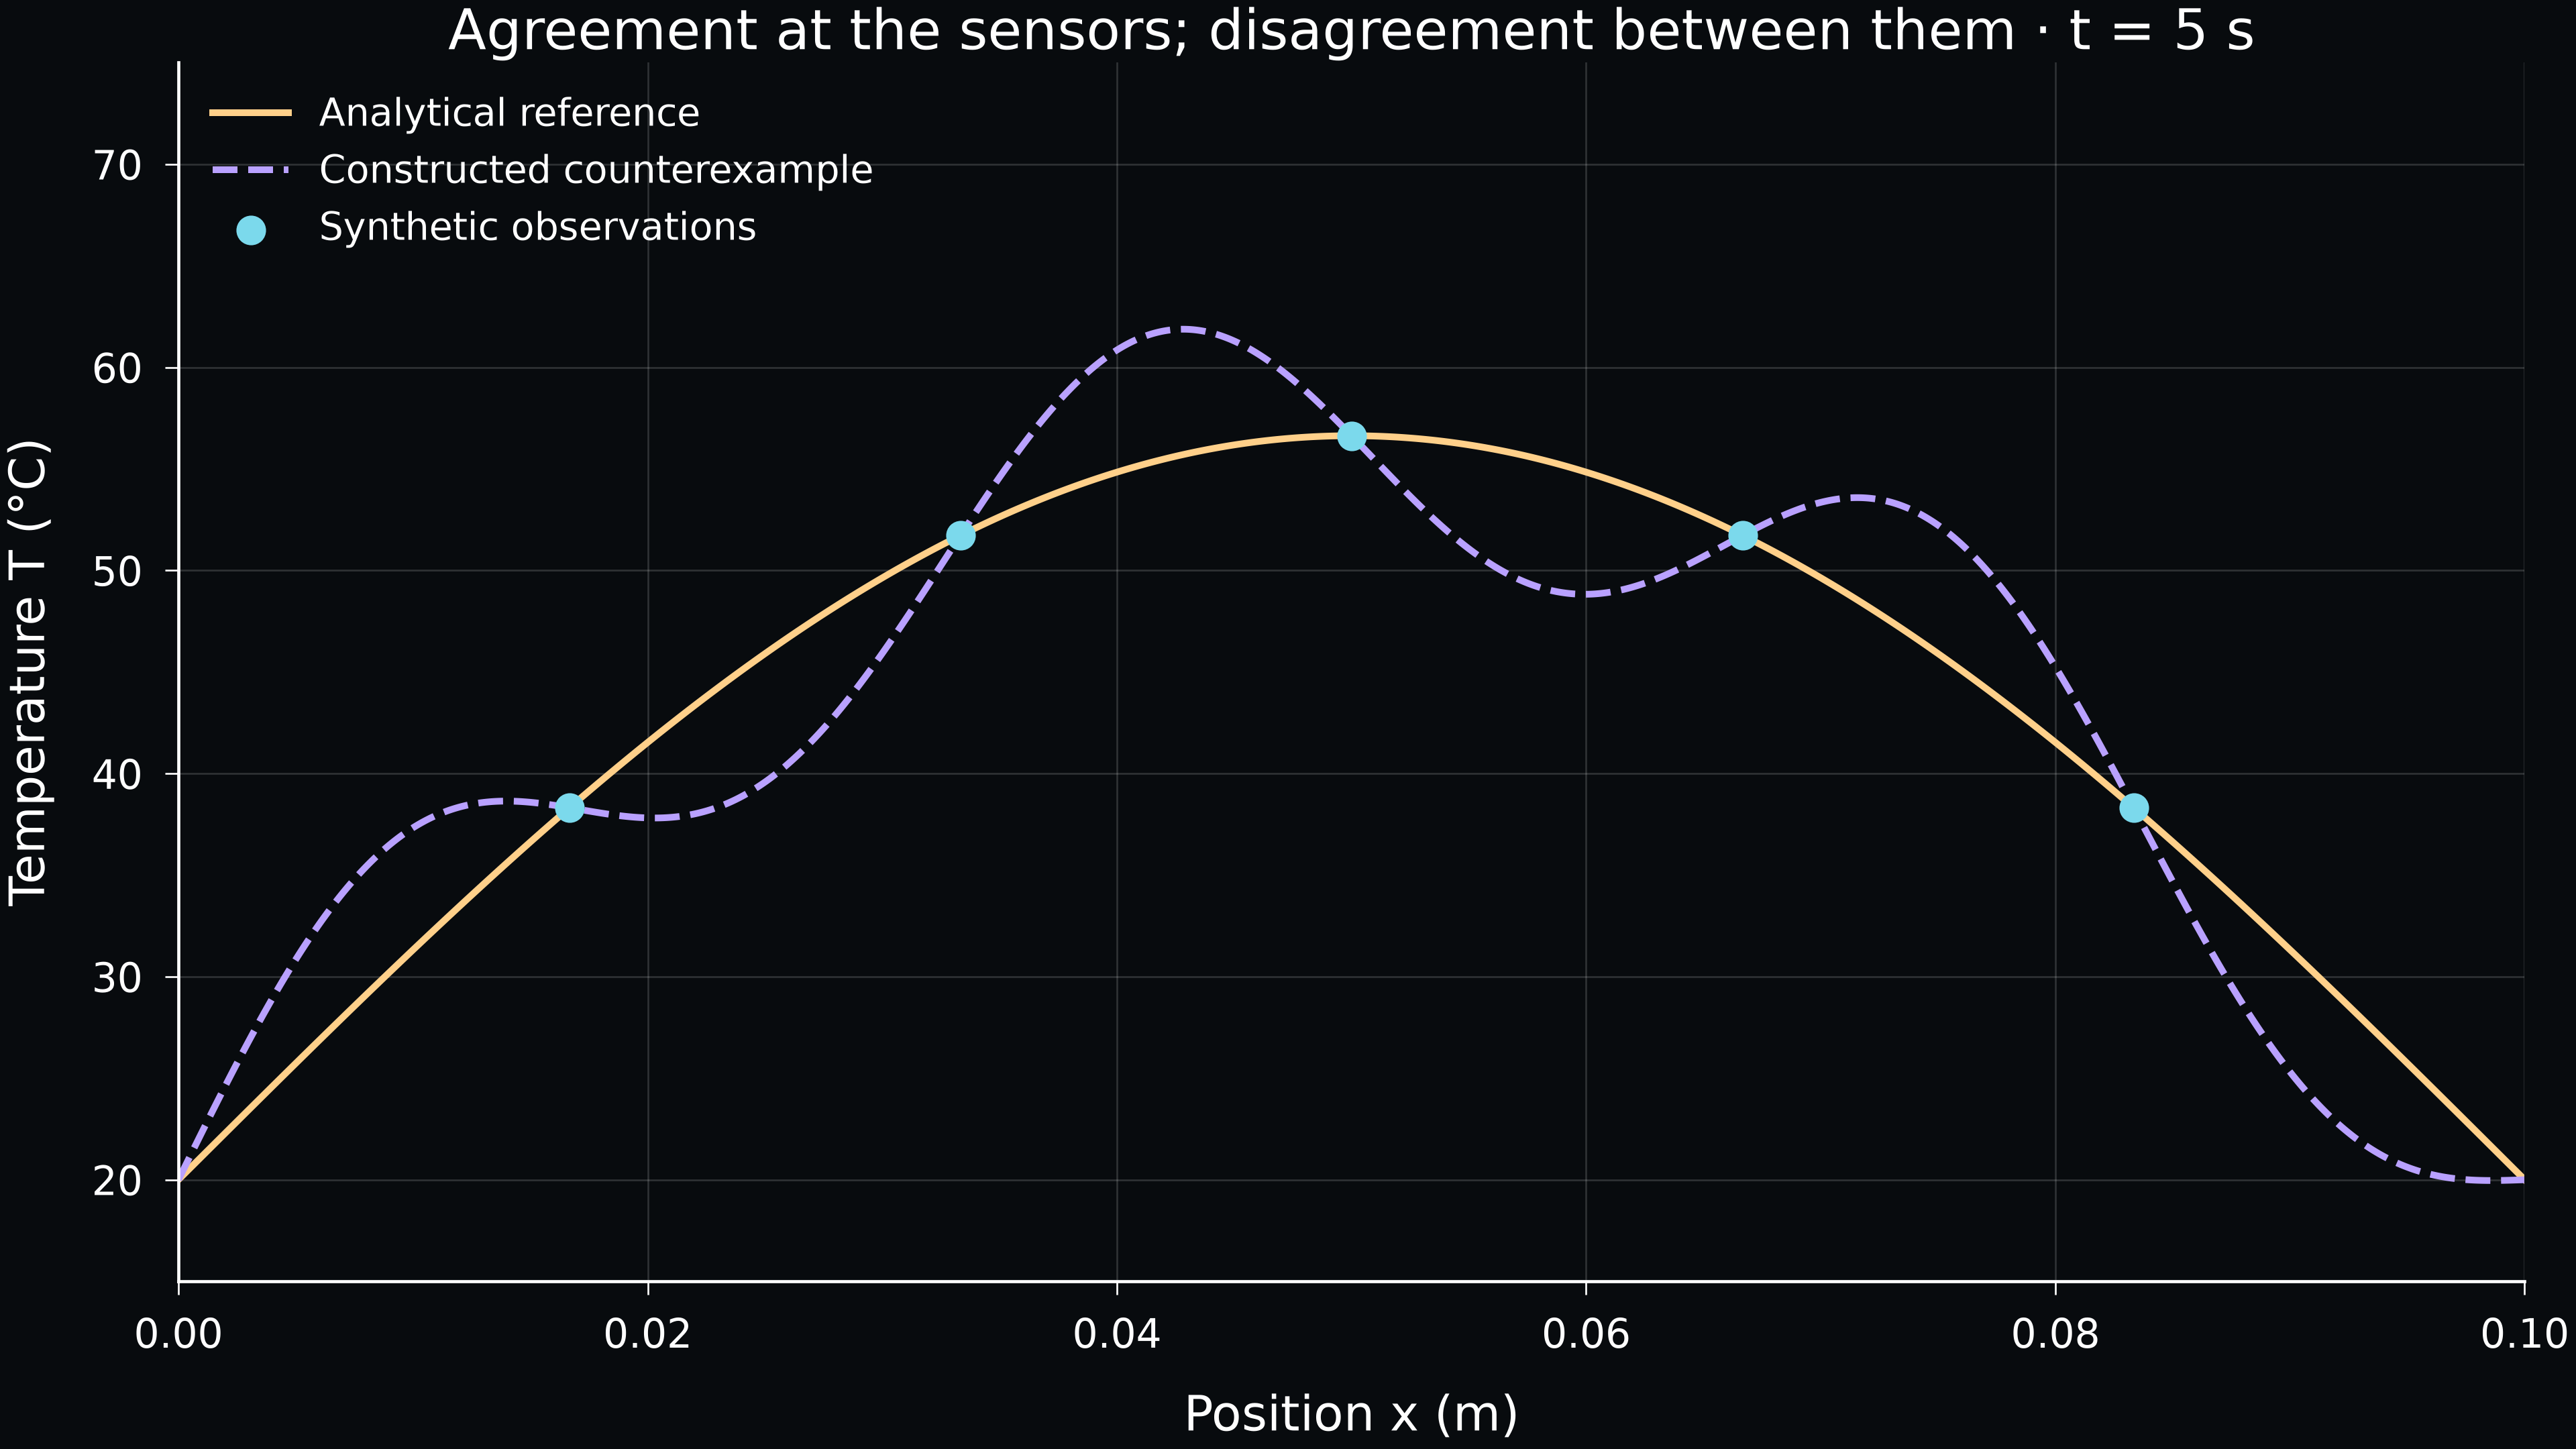 Agreement at the sensors; disagreement between them · t = 5 s
Analytical reference
Constructed counterexample
Synthetic observations
Temperature T (°C)
70
60
50
40
30
20
0.00
0.02
0.04
0.06
0.08
0.10
Position x (m)